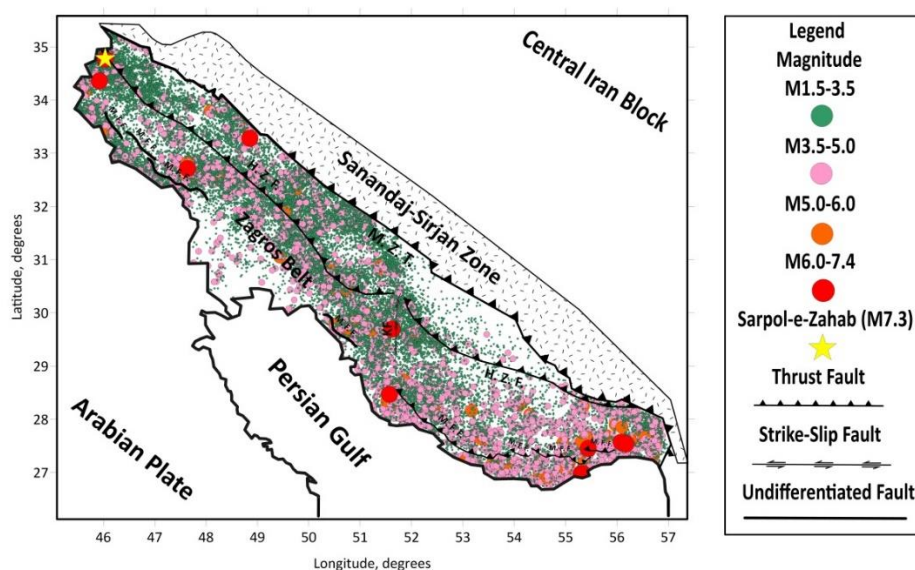 Central Iran Block
Sanandaj-Sirjan Zone
M. Z. T.
H. Z. F.
Zagros Belt
H. Z. F.
Persian Gulf
Arabian Plate
Latitude, degrees
35
34
33
32
31
30
29
28
27
46
47
48
49
50
51
52
53
54
55
56
57
Longitude, degrees
Legend
Magnitude
M1.5-3.5
M3.5-5.0
M5.0-6.0
M6.0-7.4
Sarpol-e-Zahab (M7.3)
Thrust Fault
Strike-Slip Fault
Undifferentiated Fault